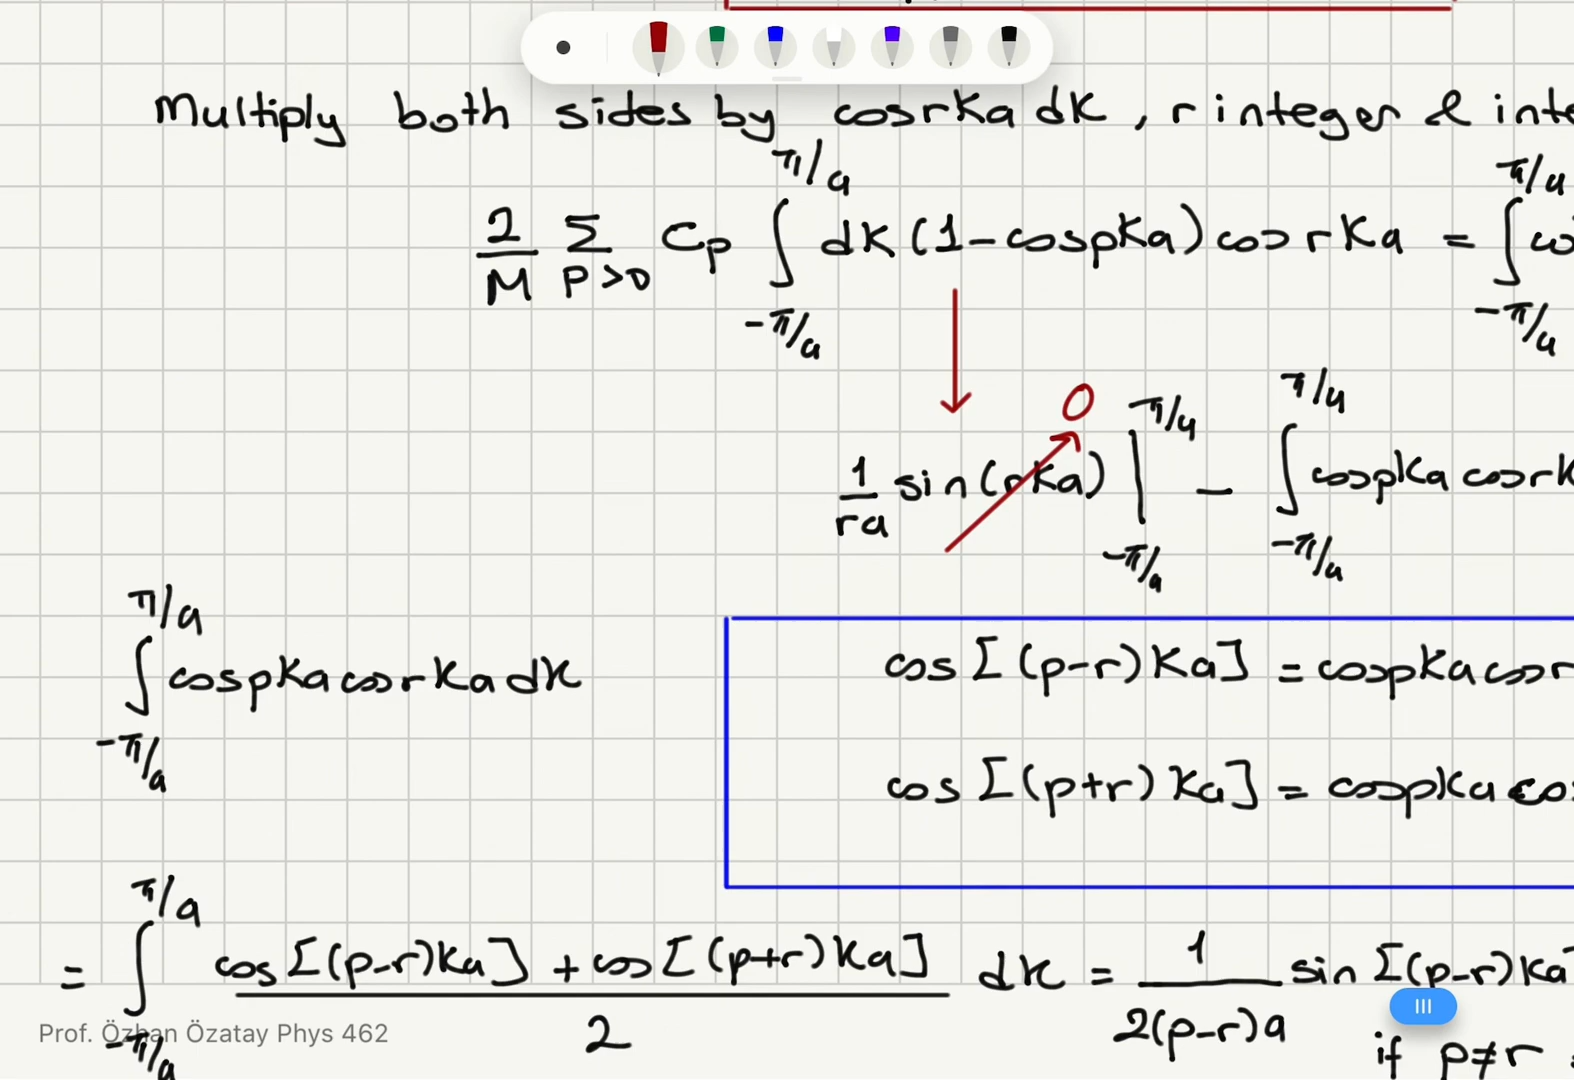 Multiply both sides by cosrKa dK , r integer & inte
2/M Σ_{P>0} C_p ∫_{-π/a}^{π/a} dK (1-cospKa) cosrKa = ∫_{-π/a}^{π/a} co
0
1/ra sin(rKa) |_{-π/a}^{π/a} - ∫_{-π/a}^{π/a} cospKa cosrK
∫_{-π/a}^{π/a} cospKa cosrKa dK
cos[(p-r)Ka] = cospKa cosr
cos[(p+r)Ka] = cospKa cos
= ∫_{-π/a}^{π/a} cos[(p-r)Ka] + cos[(p+r)Ka] / 2 dK = 1/2(p-r)a sin[(p-r)Ka
if p≠r
Prof. Özhan Özatay Phys 462